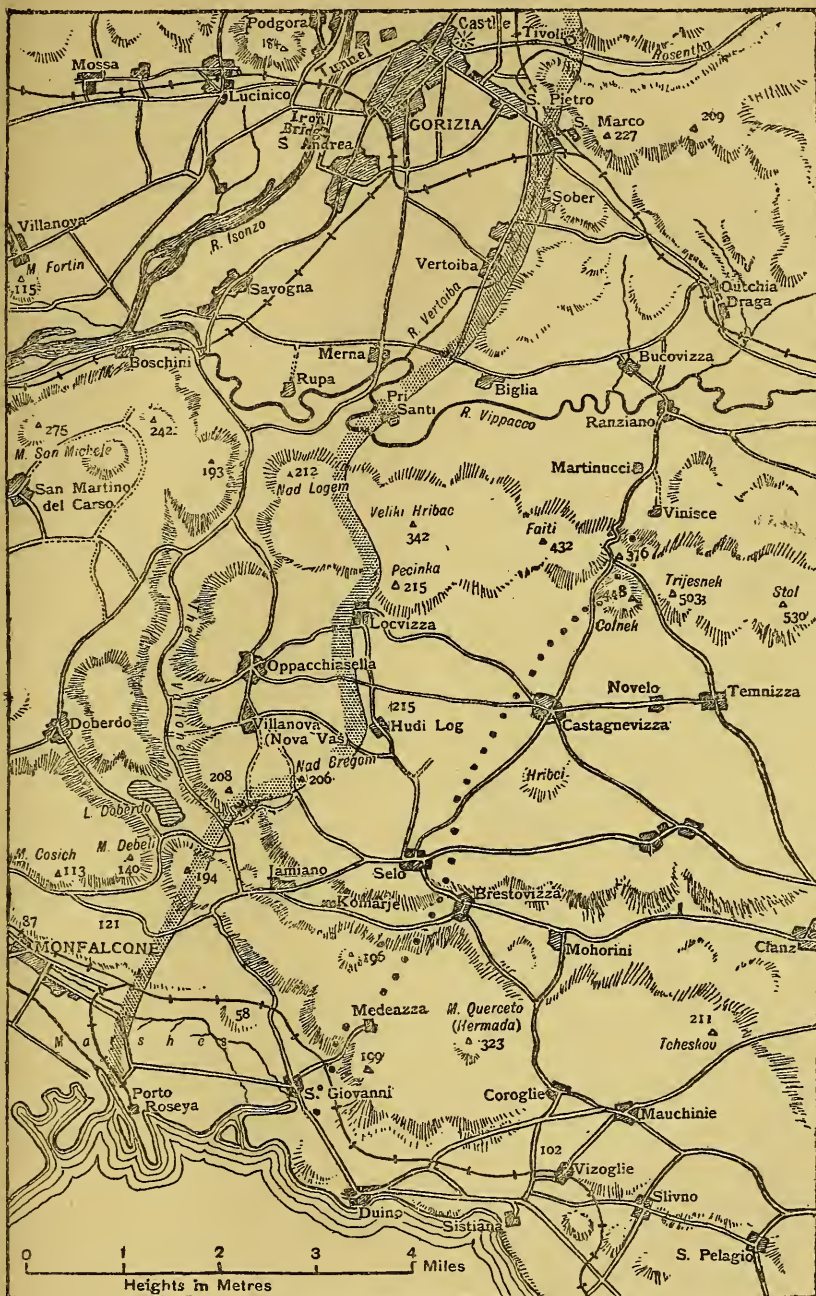 Podgora
184
Castle
Tivoli
Rosenthal
Mossa
Tunnel
Lucinico
Iron
Bridge
S. Andrea
GORIZIA
S. Pietro
S. Marco
227
209
Villanova
M. Fortin
115
R. Isonzo
Sober
Vertoiba
Savogna
R. Vertoiba
Outchia
Draga
Boschini
Merna
Rupa
Bucovizza
Biglia
Pri
Santi
R. Vippacco
Ranziano
275
242
M. San Michele
193
212
Nad Logem
Martinucci
San Martino
del Carso
Veliki Hribac
342
Faiti
432
Vinisce
376
Pecinka
215
448
Colnek
Trijesnek
503
Stol
530
Locvizza
The
Oppacchiasella
Novelo
Temnizza
Castagnevizza
1215
Hudi Log
Doberdo
Villanova
(Nova Vas)
Nad Bregom
206
208
Hribci
L. Doberdo
M. Cosich
113
M. Debeli
140
194
Jamiano
Selo
Komarje
Brestovizza
121
87
MONFALCONE
196
Mohorini
Clanz
58
Medeazza
M. Querceto
(Hermada)
323
211
Tcheskou
199
Porto
Roseya
S. Giovanni
Coroglie
Mauchinie
102
Vizoglie
Duino
Sistiana
Slivno
S. Pelagio
0 1 2 3 4 Miles
Heights in Metres